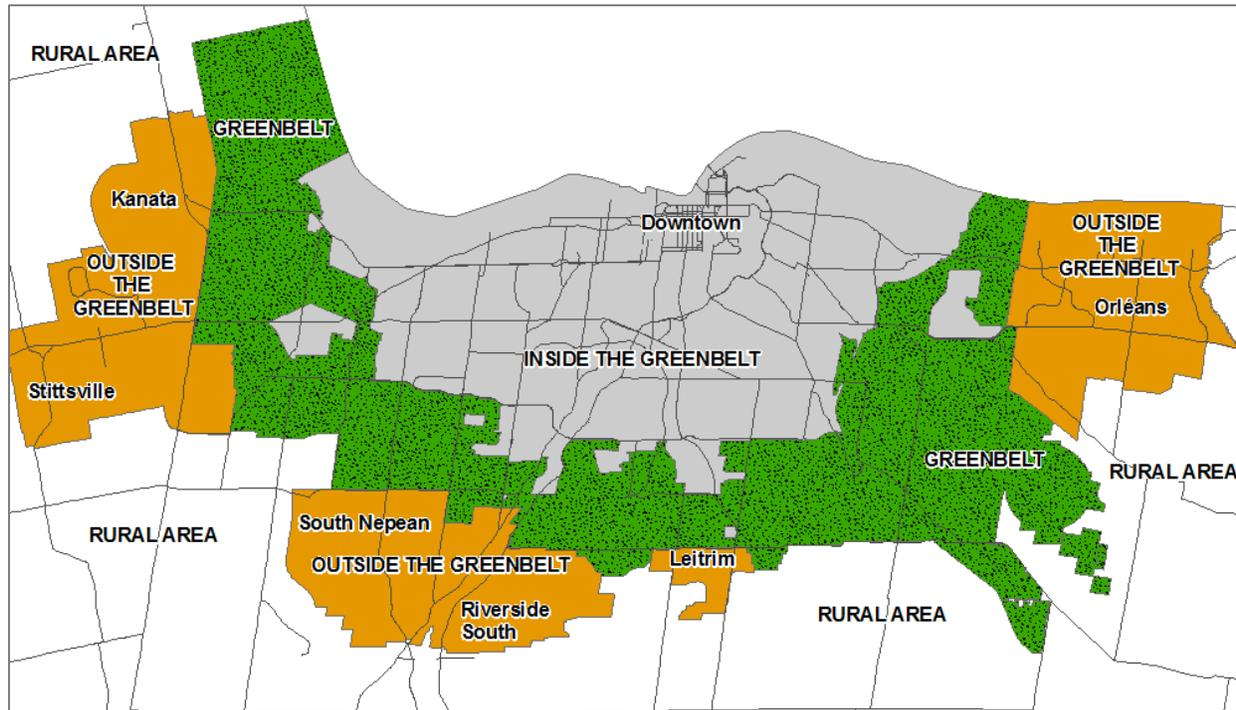 RURAL AREA
GREENBELT
Kanata
Downtown
OUTSIDE
THE
GREENBELT
OUTSIDE
THE
GREENBELT
Orléans
INSIDE THE GREENBELT
Stittsville
GREENBELT
RURAL AREA
South Nepean
RURAL AREA
OUTSIDE THE GREENBELT
Leitrim
Riverside
South
RURAL AREA